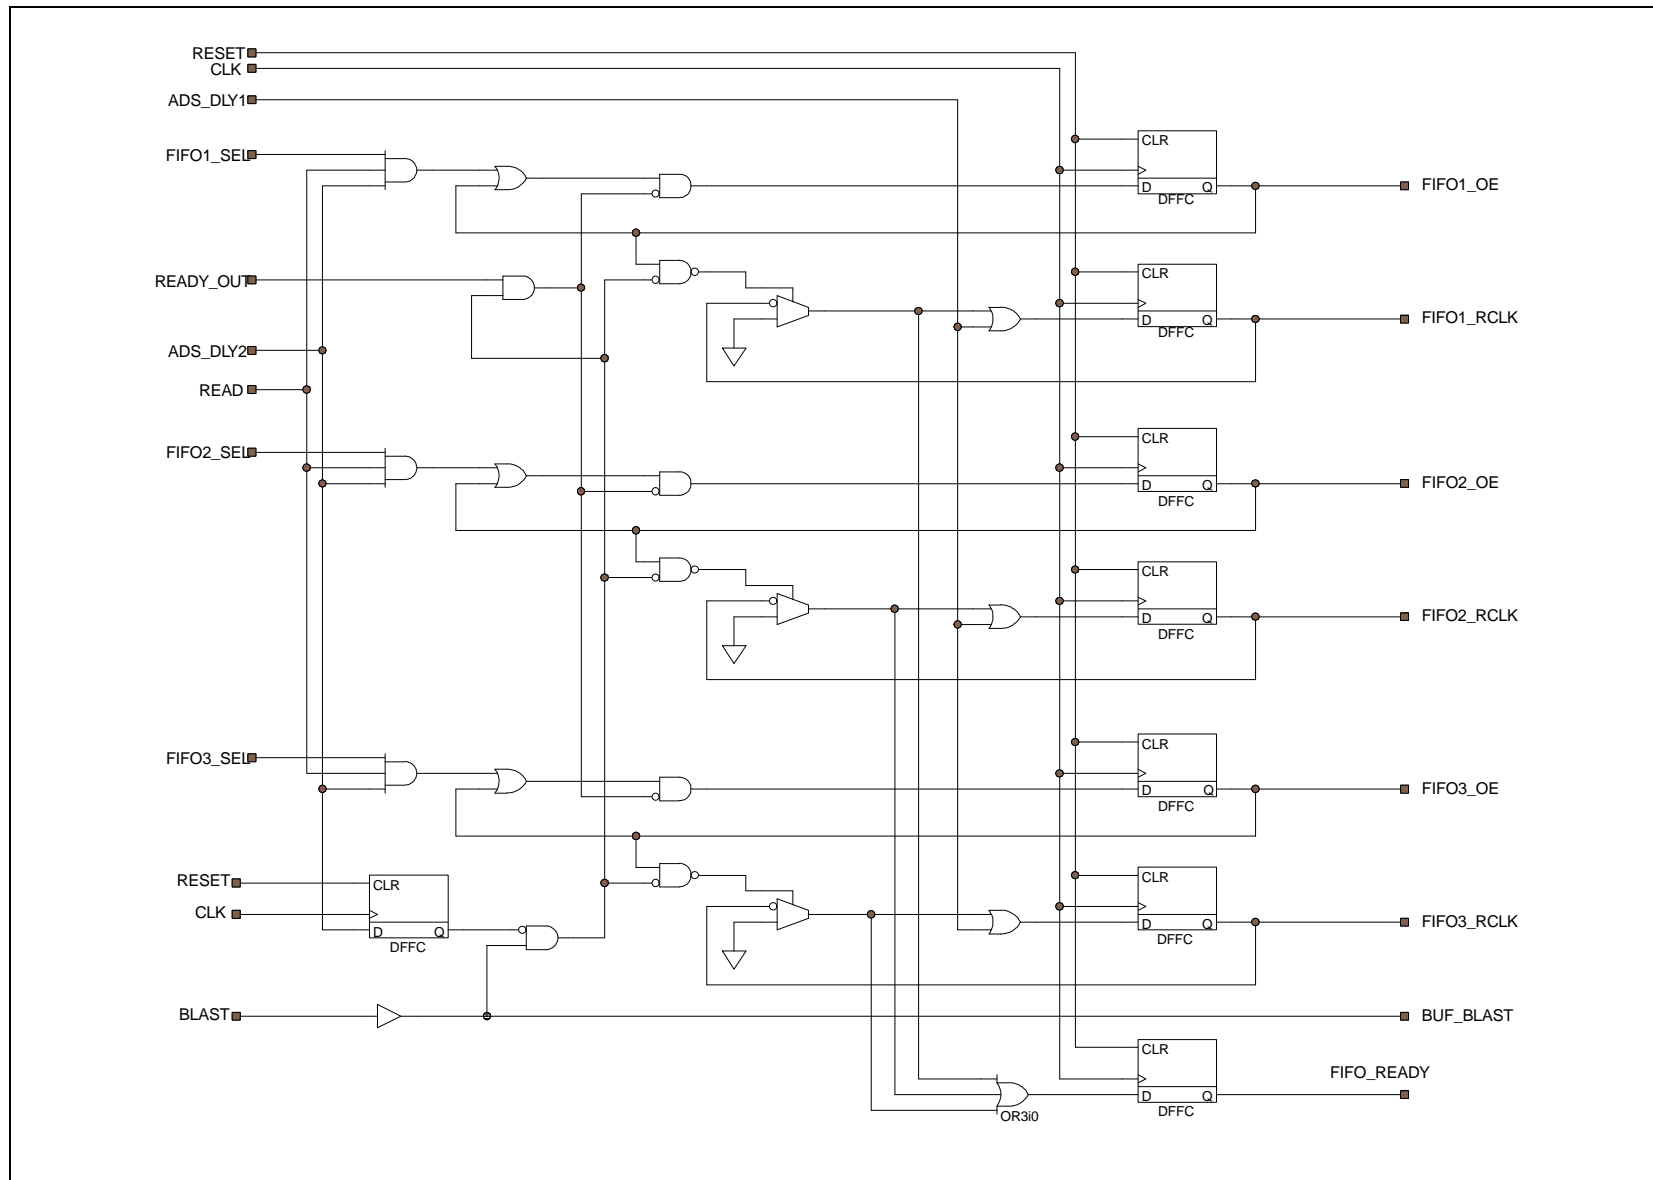 RESET
CLK
ADS_DLY1
CLR
FIFO1_SEL
D Q
FIFO1_OE
DFFC
CLR
READY_OUT
D Q
FIFO1_RCLK
DFFC
ADS_DLY2
READ
CLR
FIFO2_SEL
D Q
FIFO2_OE
DFFC
CLR
D Q
FIFO2_RCLK
DFFC
CLR
FIFO3_SEL
D Q
FIFO3_OE
DFFC
RESET
CLR
CLR
CLK
D Q
FIFO3_RCLK
D Q
DFFC
DFFC
BLAST
BUF_BLAST
CLR
FIFO_READY
D Q
DFFC
OR3i0